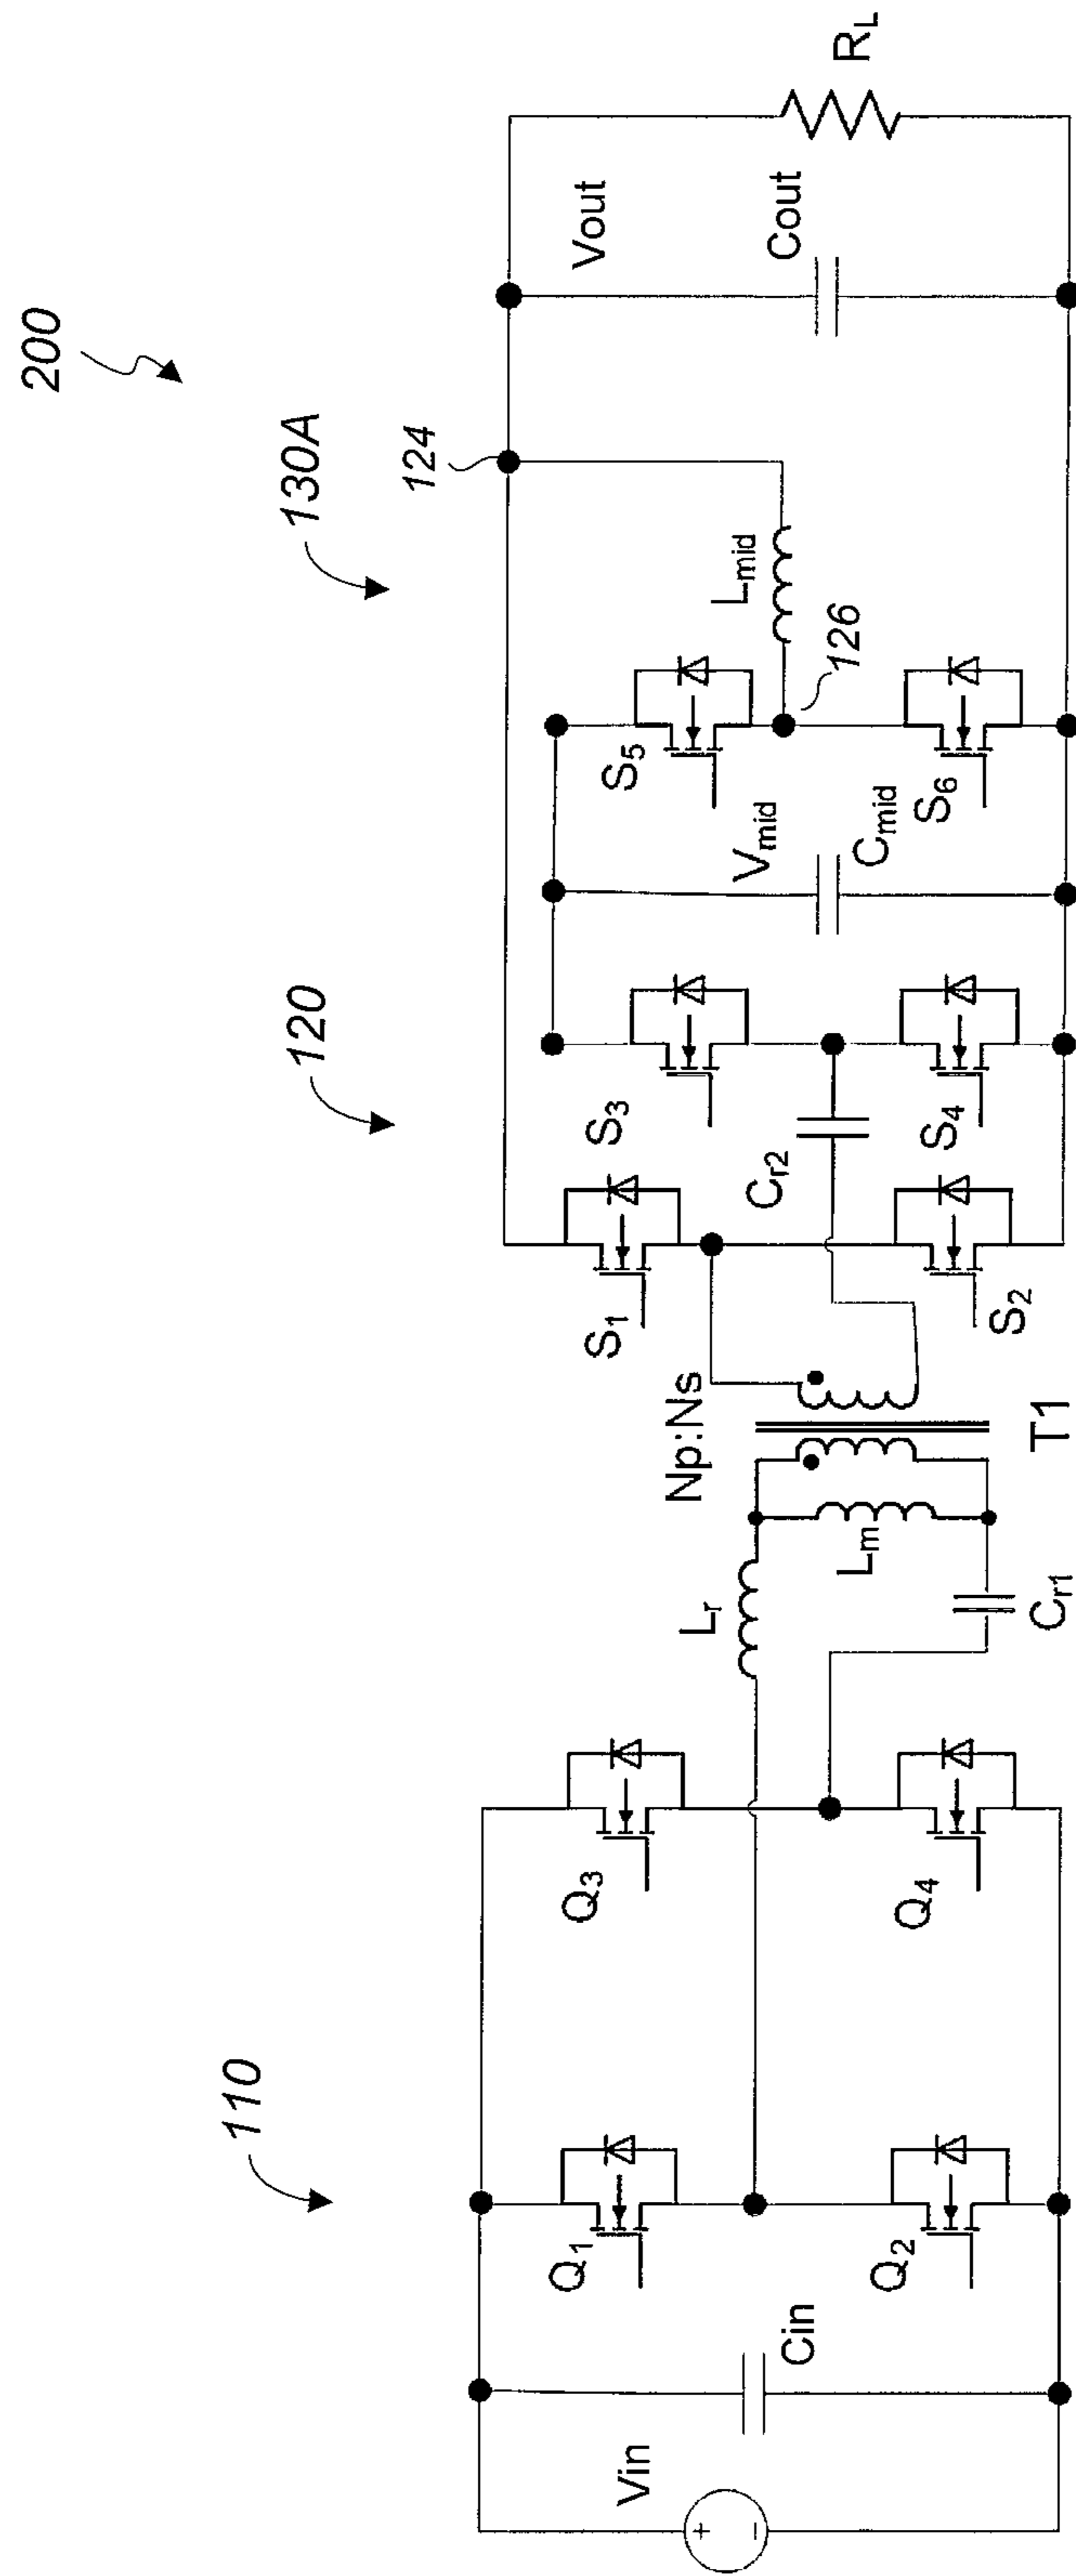 200
110
120
130A
124
Vin
+
-
Cin
Q1
Q2
Q3
Q4
Lr
Lm
Cr1
Np:Ns
T1
S1
S2
Cr2
S3
S4
Vmid
Cmid
S5
S6
126
Lmid
Vout
Cout
RL